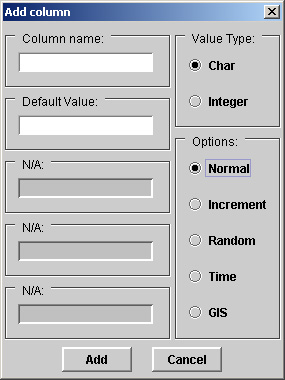 Add column
Column name:
Default Value:
N/A:
N/A:
N/A:
Value Type:
Char
Integer
Options:
Normal
Increment
Random
Time
GIS
Add
Cancel